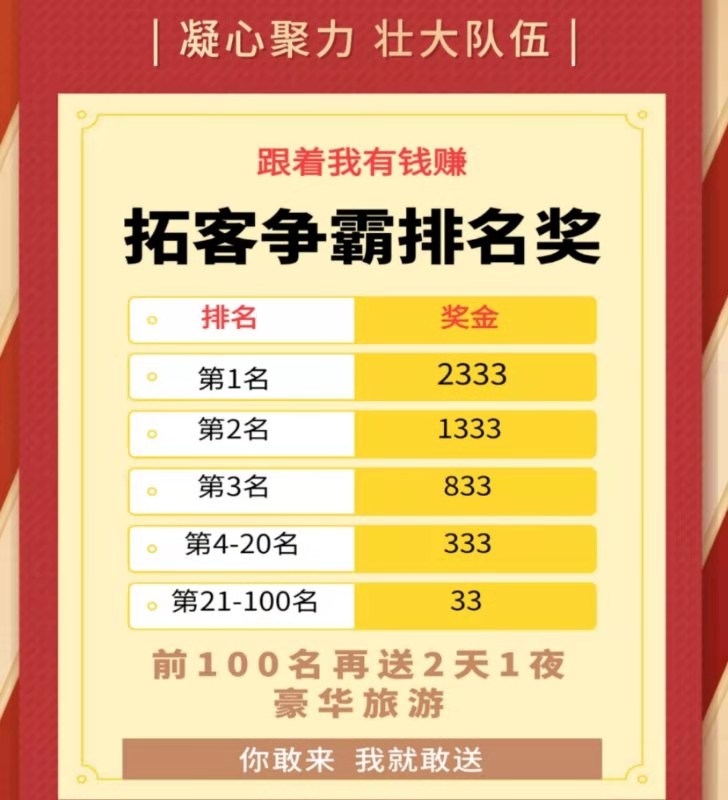 | 凝心聚力 壮大队伍 |
跟着我有钱赚
拓客争霸排名奖
排名 奖金
第1名 2333
第2名 1333
第3名 833
第4-20名 333
第21-100名 33
前100名再送2天1夜
豪华旅游
你敢来 我就敢送